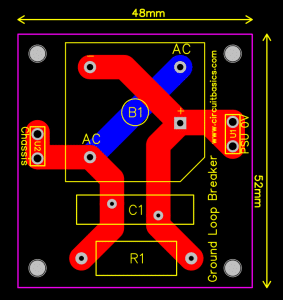 48mm
AC
B1
+
AC
Chassis
U2
www.circuitbasics.com
U1
PSU 0V
52mm
C1
R1
Ground Loop Breaker